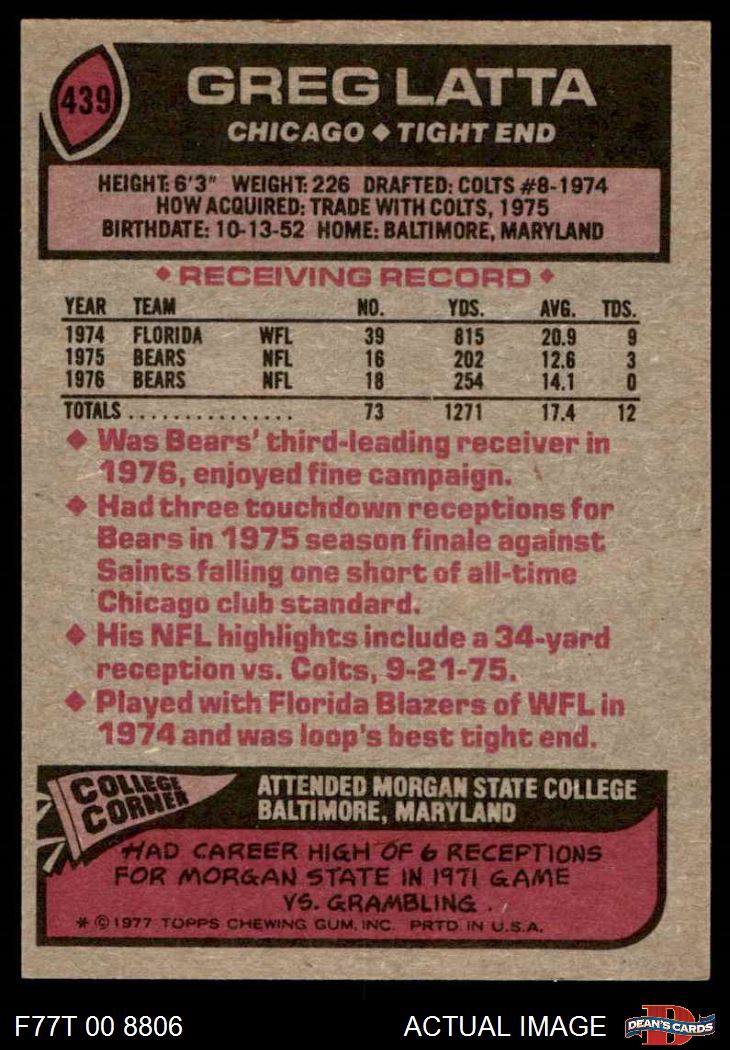 439
GREG LATTA
CHICAGO ◆ TIGHT END
HEIGHT: 6'3" WEIGHT: 226 DRAFTED: COLTS #8-1974
HOW ACQUIRED: TRADE WITH COLTS, 1975
BIRTHDATE: 10-13-52 HOME: BALTIMORE, MARYLAND
◆ RECEIVING RECORD ◆
YEAR TEAM NO. YDS. AVG. TDS.
1974 FLORIDA WFL 39 815 20.9 9
1975 BEARS NFL 16 202 12.6 3
1976 BEARS NFL 18 254 14.1 0
TOTALS ............... 73 1271 17.4 12
◆ Was Bears' third-leading receiver in
1976, enjoyed fine campaign.
◆ Had three touchdown receptions for
Bears in 1975 season finale against
Saints falling one short of all-time
Chicago club standard.
◆ His NFL highlights include a 34-yard
reception vs. Colts, 9-21-75.
◆ Played with Florida Blazers of WFL in
1974 and was loop's best tight end.
COLLEGE
CORNER
ATTENDED MORGAN STATE COLLEGE
BALTIMORE, MARYLAND
HAD CAREER HIGH OF 6 RECEPTIONS
FOR MORGAN STATE IN 1971 GAME
VS. GRAMBLING.
* © 1977 TOPPS CHEWING GUM, INC. PRTD. IN U.S.A.
F77T 00 8806 ACTUAL IMAGE
D
DEAN'S CARDS